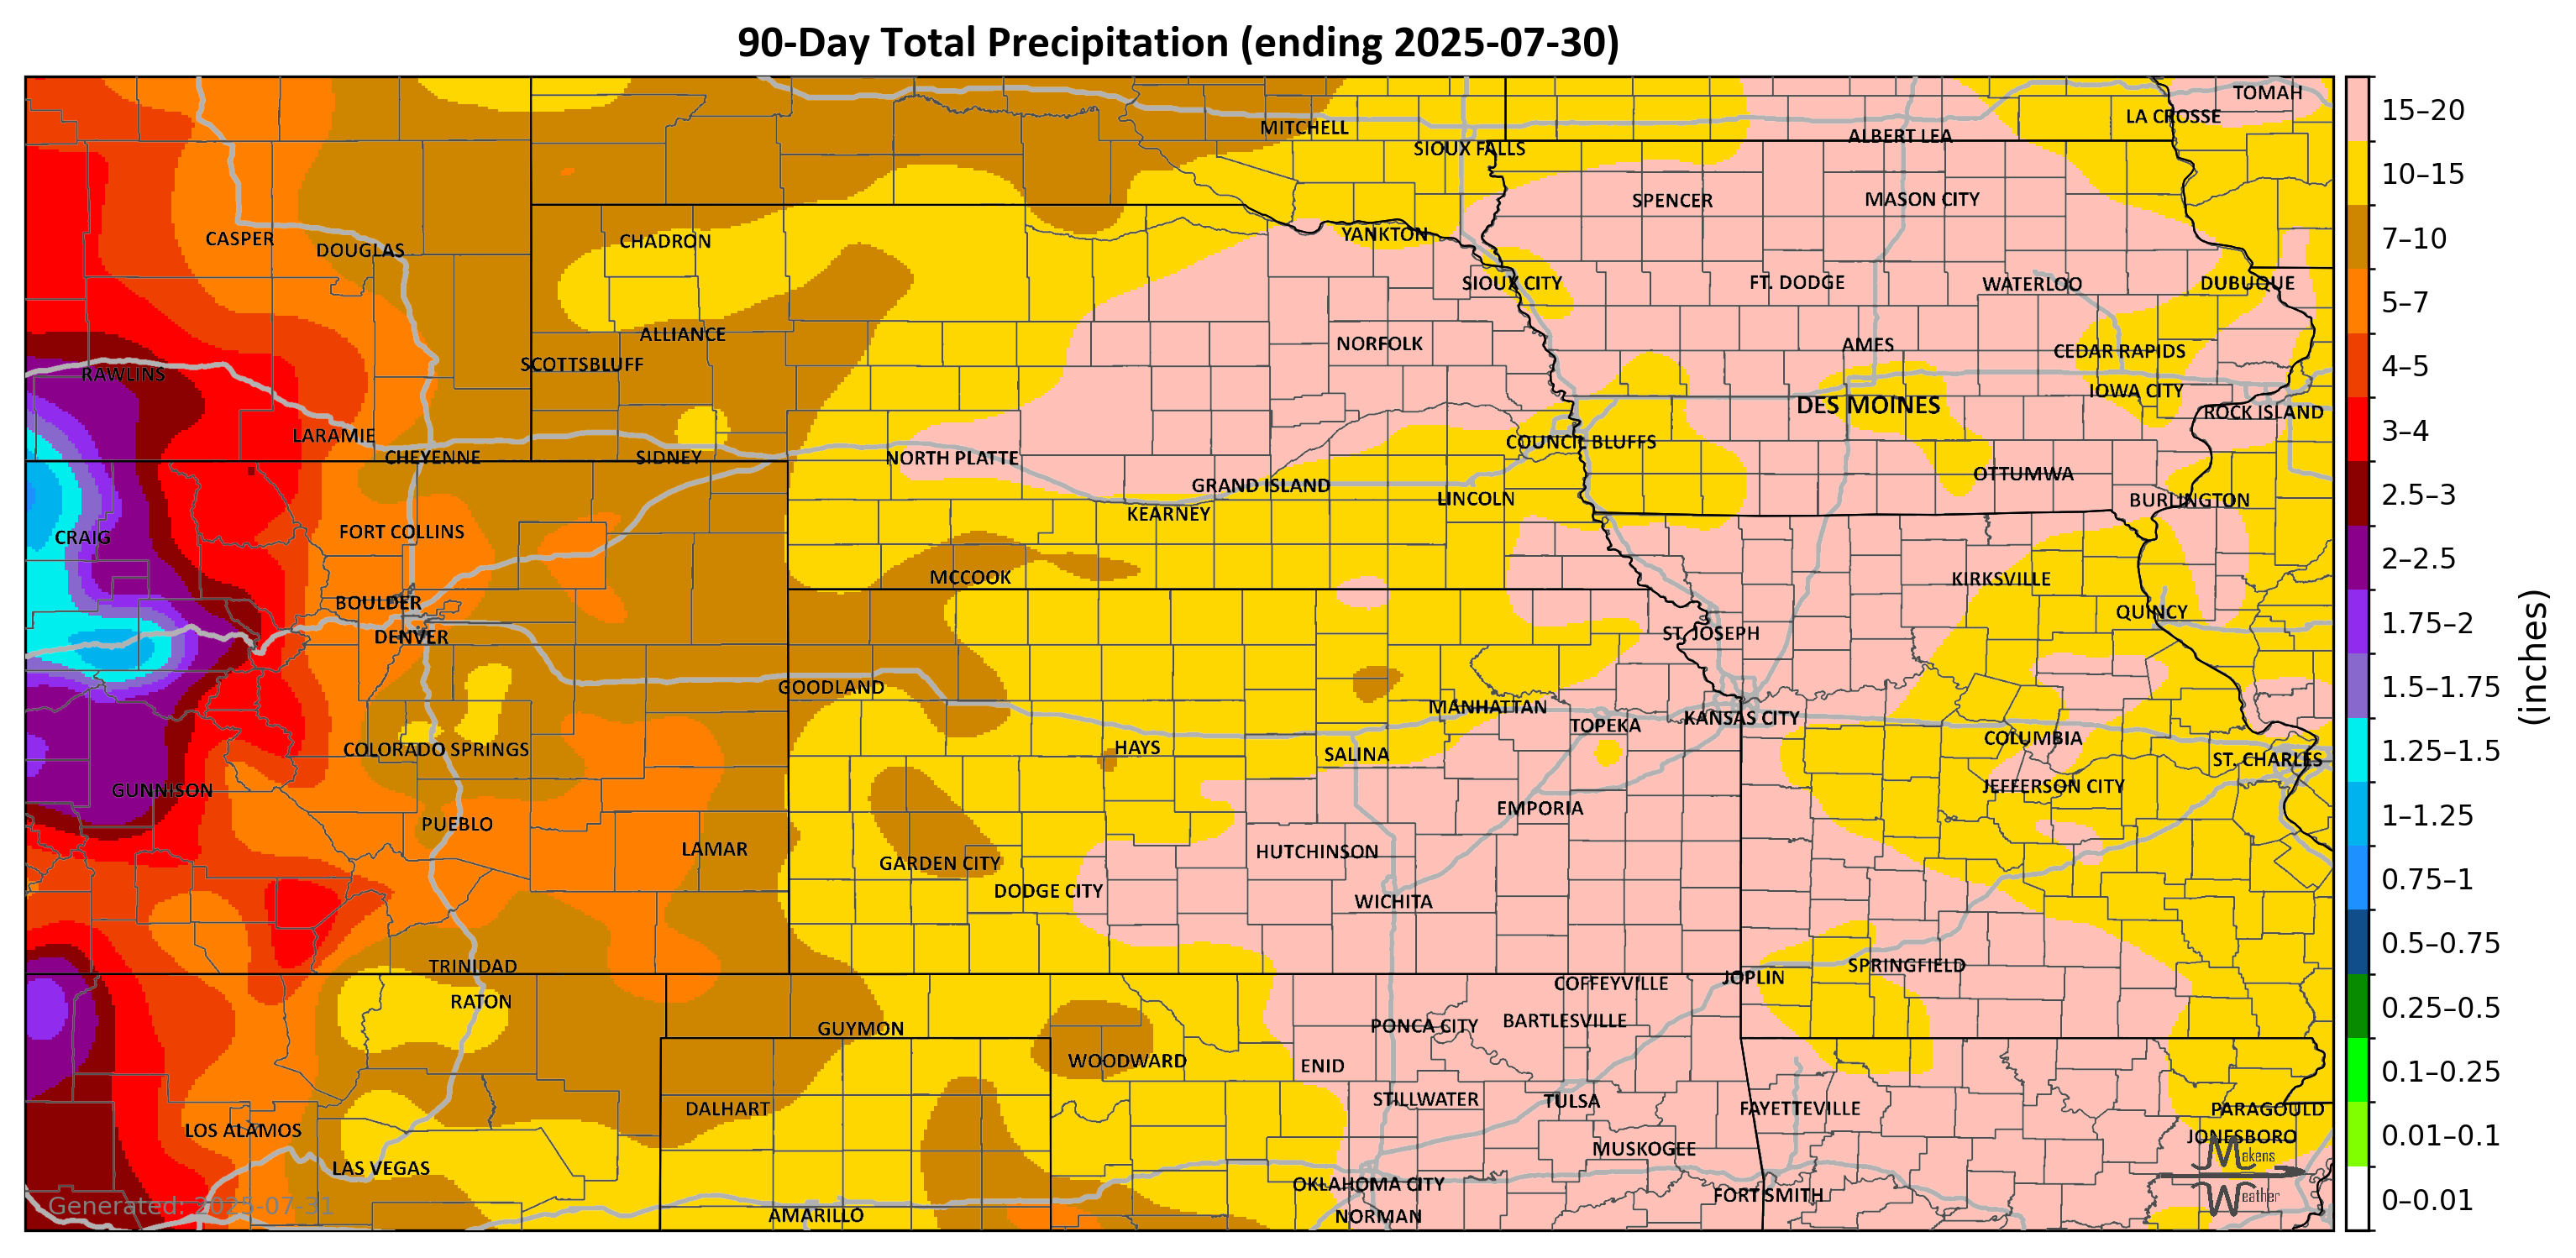 90-Day Total Precipitation (ending 2025-07-30)
TOMAH
LA CROSSE
MITCHELL
ALBERT LEA
SIOUX FALLS
SPENCER
MASON CITY
CASPER
DOUGLAS
CHADRON
YANKTON
SIOUX CITY
FT. DODGE
WATERLOO
DUBUQUE
ALLIANCE
NORFOLK
AMES
CEDAR RAPIDS
SCOTTSBLUFF
RAWLINS
IOWA CITY
DES MOINES
ROCK ISLAND
LARAMIE
COUNCIL BLUFFS
CHEYENNE
SIDNEY
NORTH PLATTE
OTTUMWA
GRAND ISLAND
LINCOLN
BURLINGTON
KEARNEY
FORT COLLINS
CRAIG
MCCOOK
KIRKSVILLE
BOULDER
QUINCY
DENVER
ST. JOSEPH
GOODLAND
MANHATTAN
TOPEKA
KANSAS CITY
COLUMBIA
COLORADO SPRINGS
HAYS
SALINA
ST. CHARLES
GUNNISON
JEFFERSON CITY
EMPORIA
PUEBLO
LAMAR
HUTCHINSON
GARDEN CITY
DODGE CITY
WICHITA
TRINIDAD
SPRINGFIELD
JOPLIN
COFFEYVILLE
RATON
GUYMON
PONCA CITY
BARTLESVILLE
WOODWARD
ENID
STILLWATER
TULSA
DALHART
FAYETTEVILLE
PARAGOULD
LOS ALAMOS
JONESBORO
MUSKOGEE
Makens
LAS VEGAS
OKLAHOMA CITY
FORT SMITH
Weather
Generated: 2025-07-31
AMARILLO
NORMAN
15–20
10–15
7–10
5–7
4–5
3–4
2.5–3
2–2.5
1.75–2
1.5–1.75
1.25–1.5
1–1.25
0.75–1
0.5–0.75
0.25–0.5
0.1–0.25
0.01–0.1
0–0.01
(inches)